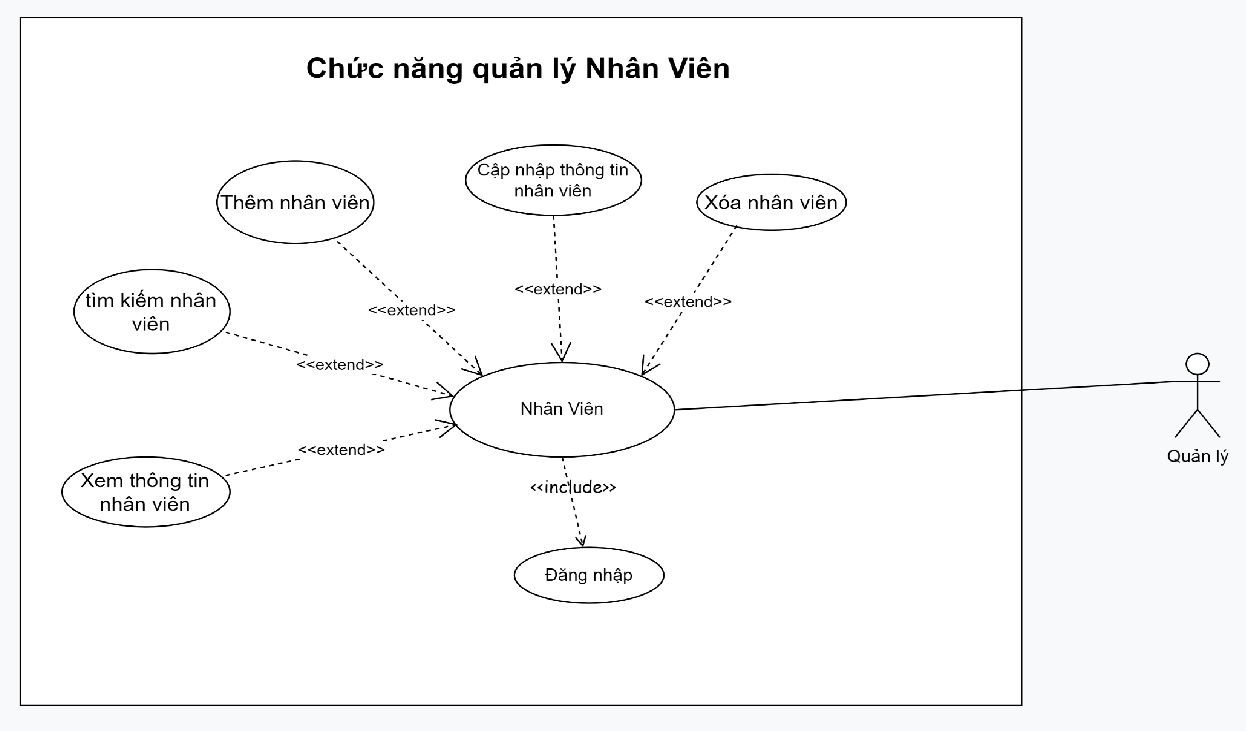 Chức năng quản lý Nhân Viên
Cập nhập thông tin
nhân viên
Thêm nhân viên
Xóa nhân viên
<<extend>>
tìm kiếm nhân
viên
<<extend>>
<<extend>>
<<extend>>
Nhân Viên
<<extend>>
Quản lý
Xem thông tin
nhân viên
<<include>>
Đăng nhập